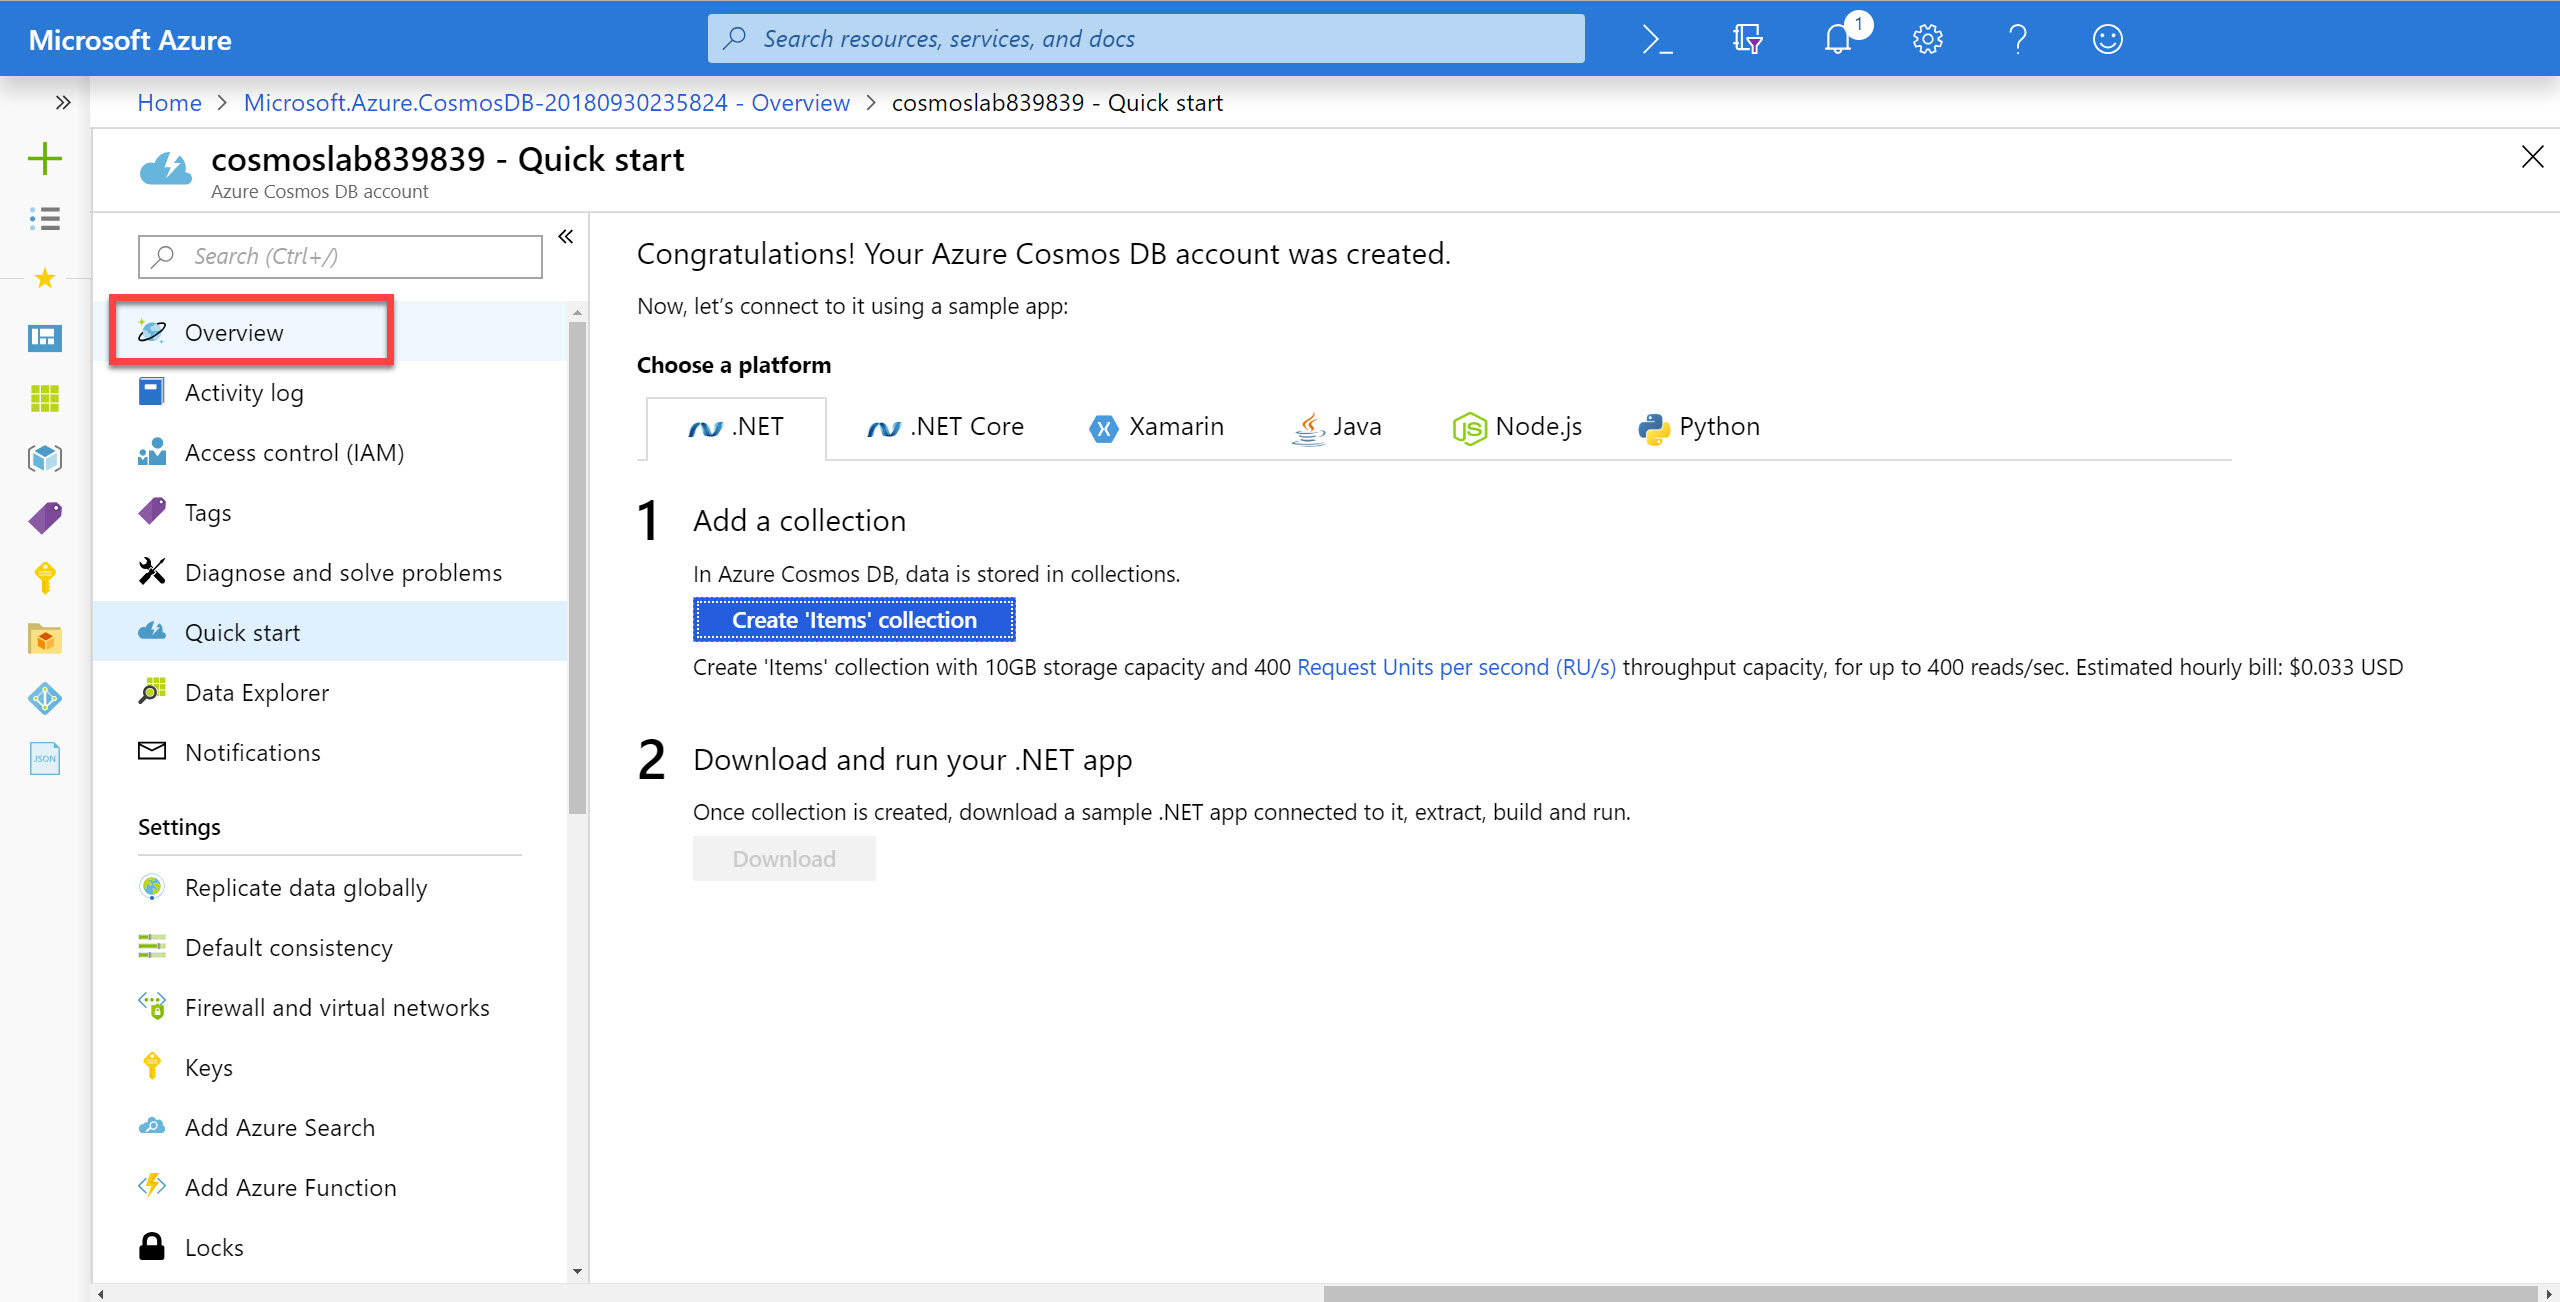 Microsoft Azure
Search resources, services, and docs
1
Home > Microsoft.Azure.CosmosDB-20180930235824 - Overview > cosmoslab839839 - Quick start
cosmoslab839839 - Quick start
Azure Cosmos DB account
Search (Ctrl+/)
Overview
Activity log
Access control (IAM)
Tags
Diagnose and solve problems
Quick start
Data Explorer
Notifications
Settings
Replicate data globally
Default consistency
Firewall and virtual networks
Keys
Add Azure Search
Add Azure Function
Locks
JSON
Congratulations! Your Azure Cosmos DB account was created.
Now, let's connect to it using a sample app:
Choose a platform
.NET .NET Core Xamarin Java Node.js Python
1 Add a collection
In Azure Cosmos DB, data is stored in collections.
Create 'Items' collection
Create 'Items' collection with 10GB storage capacity and 400 Request Units per second (RU/s) throughput capacity, for up to 400 reads/sec. Estimated hourly bill: $0.033 USD
2 Download and run your .NET app
Once collection is created, download a sample .NET app connected to it, extract, build and run.
Download